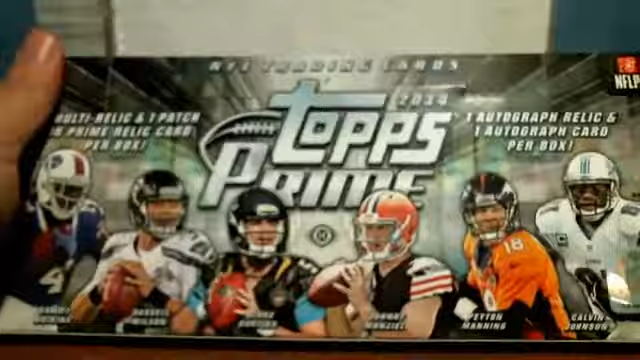 NFL TRADING CARDS
2014
TOPPS
PRIME
MULTI-RELIC & 1 PATCH
PRIME RELIC CARD
PER BOX!
1 AUTOGRAPH RELIC &
1 AUTOGRAPH CARD
PER BOX!
NFLP
18
PEYTON
MANNING
CALVIN
JOHNSON